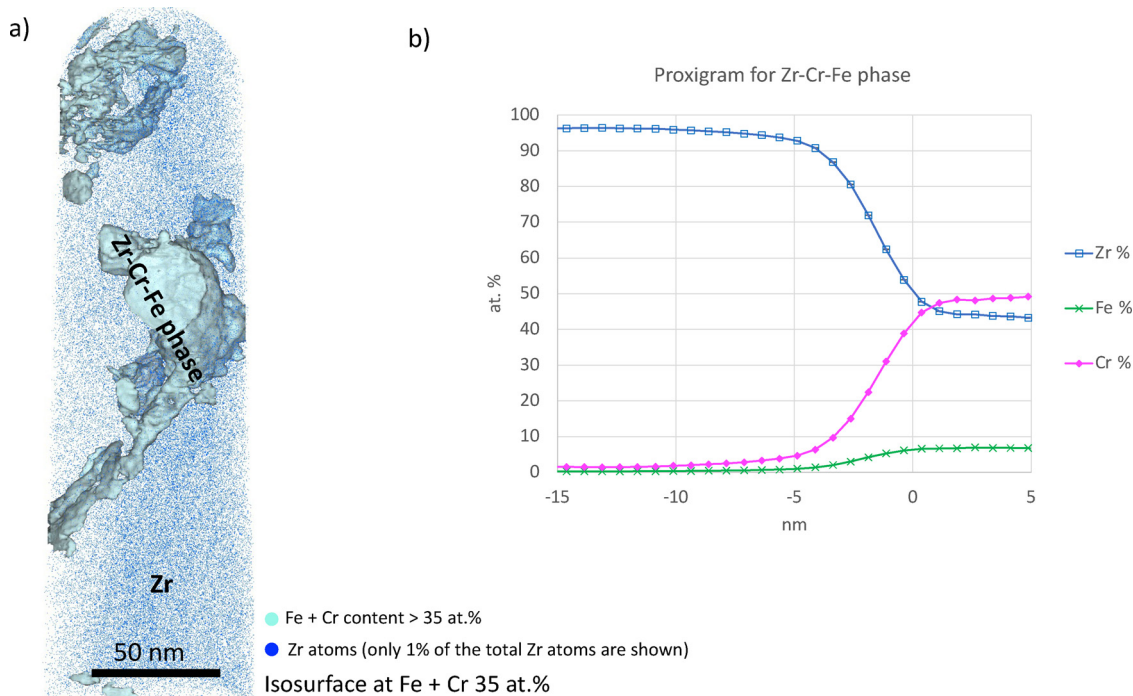 a)
Zr-Cr-Fe phase
Zr
50 nm
Fe + Cr content > 35 at.%
Zr atoms (only 1% of the total Zr atoms are shown)
Isosurface at Fe + Cr 35 at.%
b)
Proxigram for Zr-Cr-Fe phase
100
90
80
70
60
50
40
30
20
10
0
at. %
-15
-10
-5
0
5
nm
Zr %
Fe %
Cr %